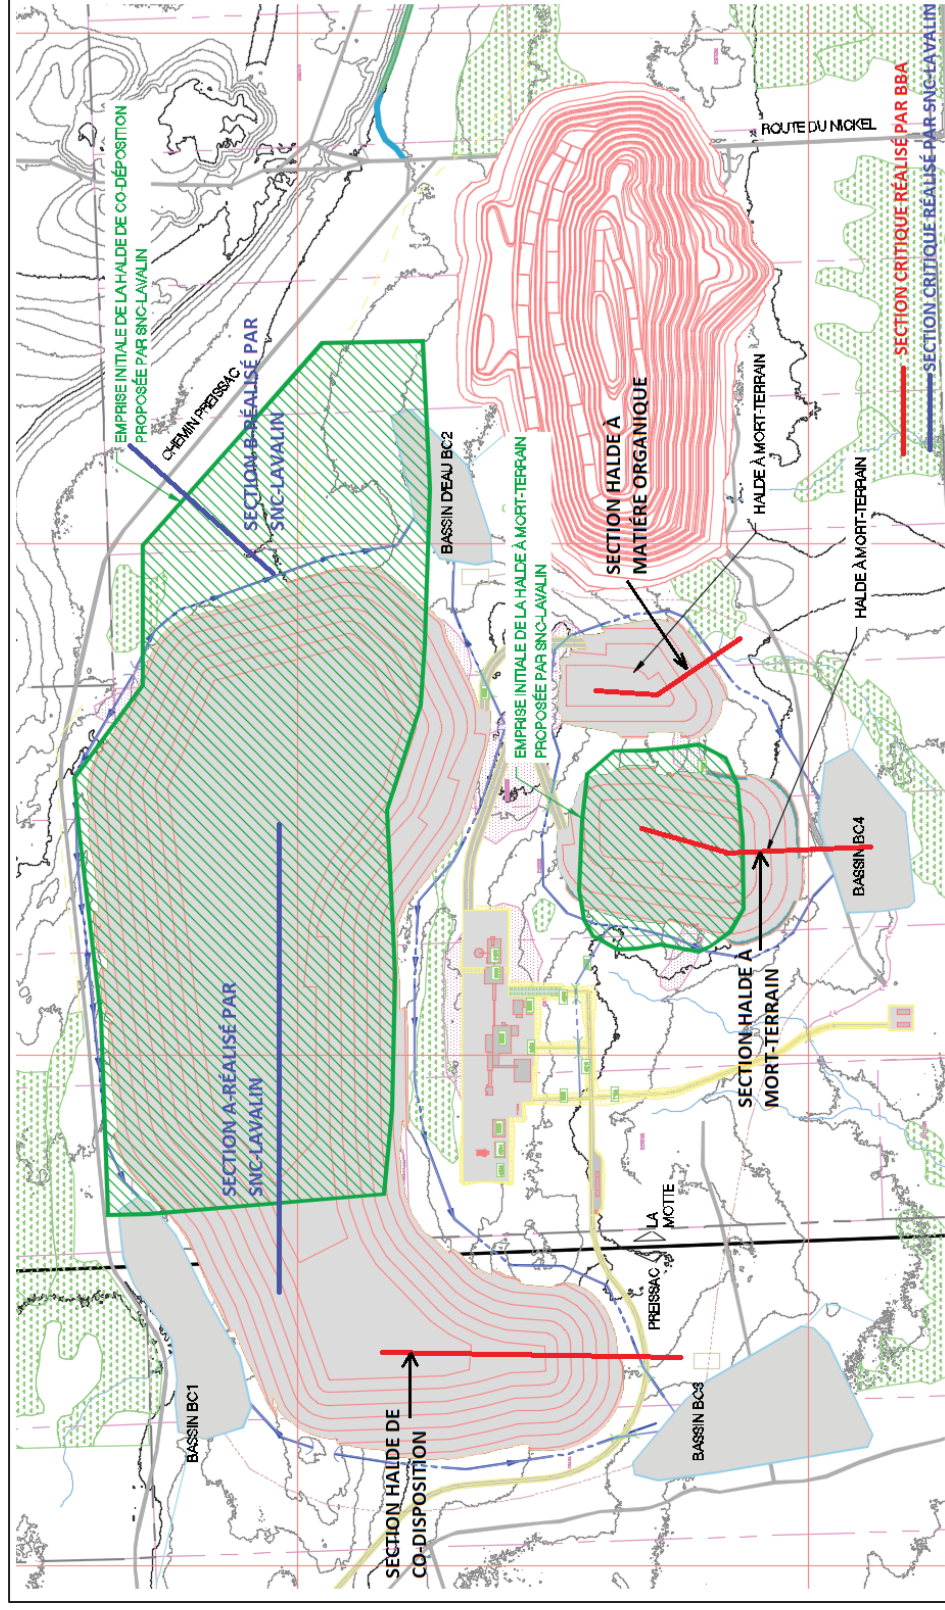 EMPRISE INITIALE DE LA HALDE DE CO-DÉPOSITION
PROPOSÉE PAR SNC-LAVALIN
CHEMIN PREISSAC
SECTION B-RÉALISÉ PAR
SNC-LAVALIN
BASSIN D'EAU BC2
ROUTE DU NICKEL
SECTION CRITIQUE RÉALISÉ PAR BBA
SECTION CRITIQUE RÉALISÉ PAR SNC-LAVALIN
EMPRISE INITIALE DE LA HALDE À MORT-TERRAIN
PROPOSÉE PAR SNC-LAVALIN
SECTION HALDE À
MATIÉRE ORGANIQUE
HALDE À MORT-TERRAIN
HALDE À MORT-TERRAIN
SECTION A-RÉALISÉ PAR
SNC-LAVALIN
SECTION HALDE À
MORT-TERRAIN
BASSIN BC4
BASSIN BC1
SECTION HALDE DE
CO-DISPOSITION
PREISSAC
LA
MOTTE
BASSIN BC3